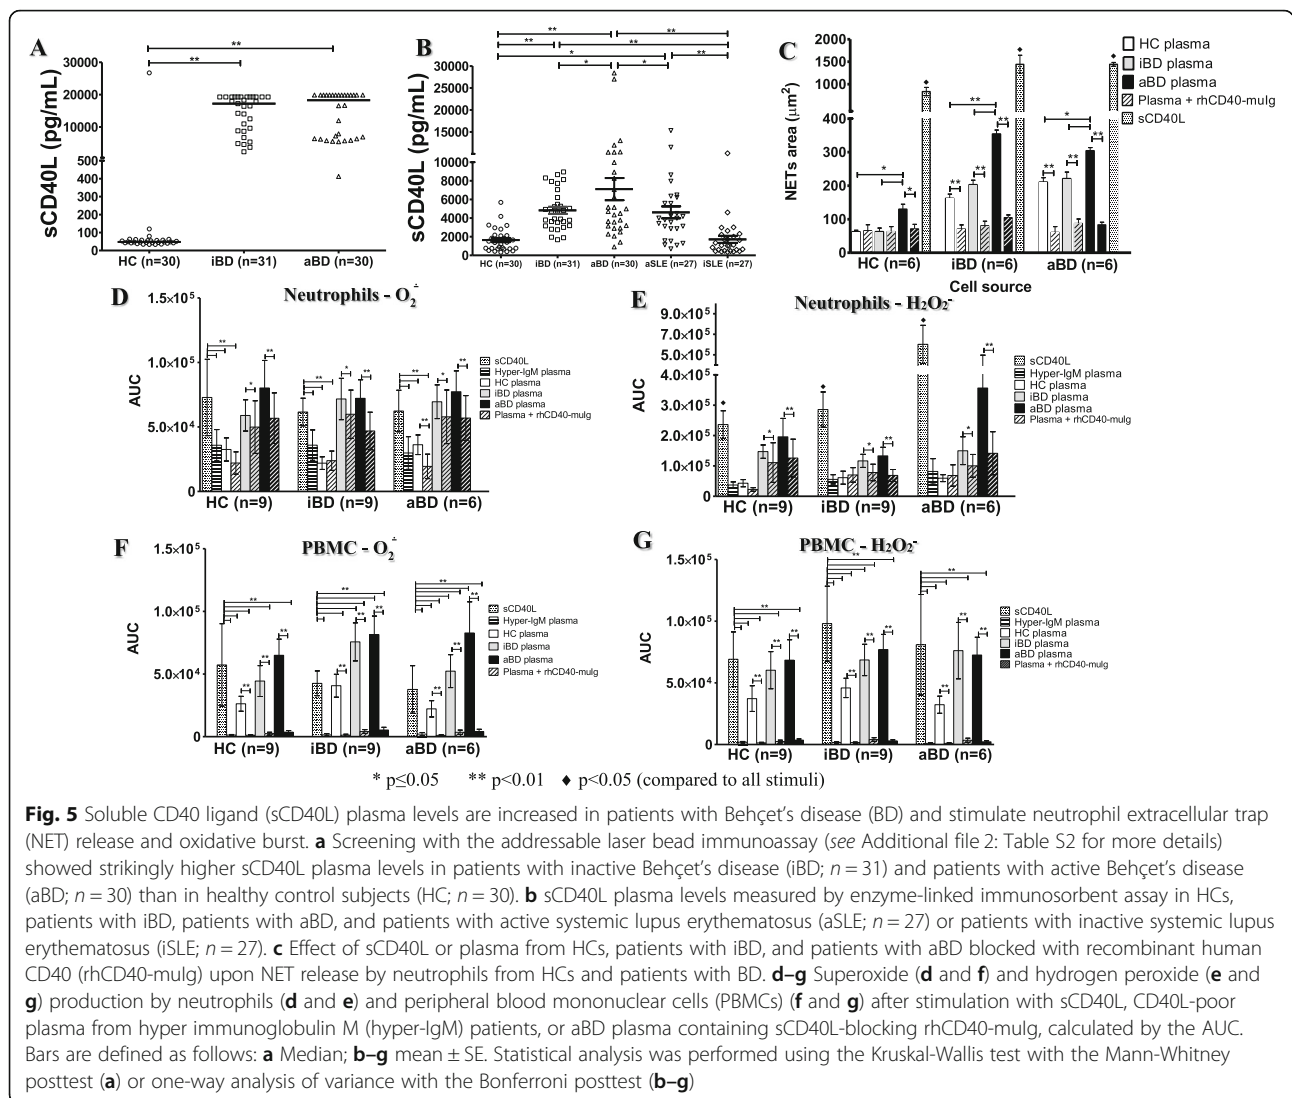 A
B
C
**
**
sCD40L (pg/mL)
30000
20000
10000
500
400
300
200
100
0
HC (n=30)
iBD (n=31)
aBD (n=30)
**
**
**
**
*
*
*
**
sCD40L (pg/mL)
30000
25000
20000
15000
10000
8000
6000
4000
2000
0
HC (n=30)
iBD (n=31)
aBD (n=30)
aSLE (n=27)
iSLE (n=27)
NETs area (μm²)
2000
1500
1000
400
300
200
100
0
*
*
**
**
**
**
*
**
**
**
HC (n=6)
iBD (n=6)
aBD (n=6)
Cell source
HC plasma
iBD plasma
aBD plasma
Plasma + rhCD40-muIg
sCD40L
D
Neutrophils - O₂∸
AUC
1.5×10⁵
1.0×10⁵
5.0×10⁴
0
**
*
**
**
*
**
**
**
*
**
HC (n=9)
iBD (n=9)
aBD (n=6)
sCD40L
Hyper-IgM plasma
HC plasma
iBD plasma
aBD plasma
Plasma + rhCD40-muIg
E
Neutrophils - H₂O₂⁻
AUC
9.0×10⁵
7.0×10⁵
5.0×10⁵
4.0×10⁵
3.0×10⁵
2.0×10⁵
1.0×10⁵
0
*
**
*
**
*
**
HC (n=9)
iBD (n=9)
aBD (n=6)
sCD40L
Hyper-IgM plasma
HC plasma
iBD plasma
aBD plasma
Plasma + rhCD40-muIg
F
PBMC - O₂∸
AUC
1.5×10⁵
1.0×10⁵
5.0×10⁴
0
**
**
**
**
**
**
**
**
**
**
**
**
HC (n=9)
iBD (n=9)
aBD (n=6)
sCD40L
Hyper-IgM plasma
HC plasma
iBD plasma
aBD plasma
Plasma + rhCD40-muIg
G
PBMC - H₂O₂⁻
AUC
1.5×10⁵
1.0×10⁵
5.0×10⁴
0
**
**
**
**
**
**
**
**
**
**
**
**
HC (n=9)
iBD (n=9)
aBD (n=6)
sCD40L
Hyper-IgM plasma
HC plasma
iBD plasma
aBD plasma
Plasma + rhCD40-muIg
* p≤0.05 ** p<0.01 ♦ p<0.05 (compared to all stimuli)
Fig. 5 Soluble CD40 ligand (sCD40L) plasma levels are increased in patients with Behçet’s disease (BD) and stimulate neutrophil extracellular trap
(NET) release and oxidative burst. a Screening with the addressable laser bead immunoassay (see Additional file 2: Table S2 for more details)
showed strikingly higher sCD40L plasma levels in patients with inactive Behçet’s disease (iBD; n = 31) and patients with active Behçet’s disease
(aBD; n = 30) than in healthy control subjects (HC; n = 30). b sCD40L plasma levels measured by enzyme-linked immunosorbent assay in HCs,
patients with iBD, patients with aBD, and patients with active systemic lupus erythematosus (aSLE; n = 27) or patients with inactive systemic lupus
erythematosus (iSLE; n = 27). c Effect of sCD40L or plasma from HCs, patients with iBD, and patients with aBD blocked with recombinant human
CD40 (rhCD40-muIg) upon NET release by neutrophils from HCs and patients with BD. d–g Superoxide (d and f) and hydrogen peroxide (e and
g) production by neutrophils (d and e) and peripheral blood mononuclear cells (PBMCs) (f and g) after stimulation with sCD40L, CD40L-poor
plasma from hyper immunoglobulin M (hyper-IgM) patients, or aBD plasma containing sCD40L-blocking rhCD40-muIg, calculated by the AUC.
Bars are defined as follows: a Median; b–g mean ± SE. Statistical analysis was performed using the Kruskal-Wallis test with the Mann-Whitney
posttest (a) or one-way analysis of variance with the Bonferroni posttest (b–g)